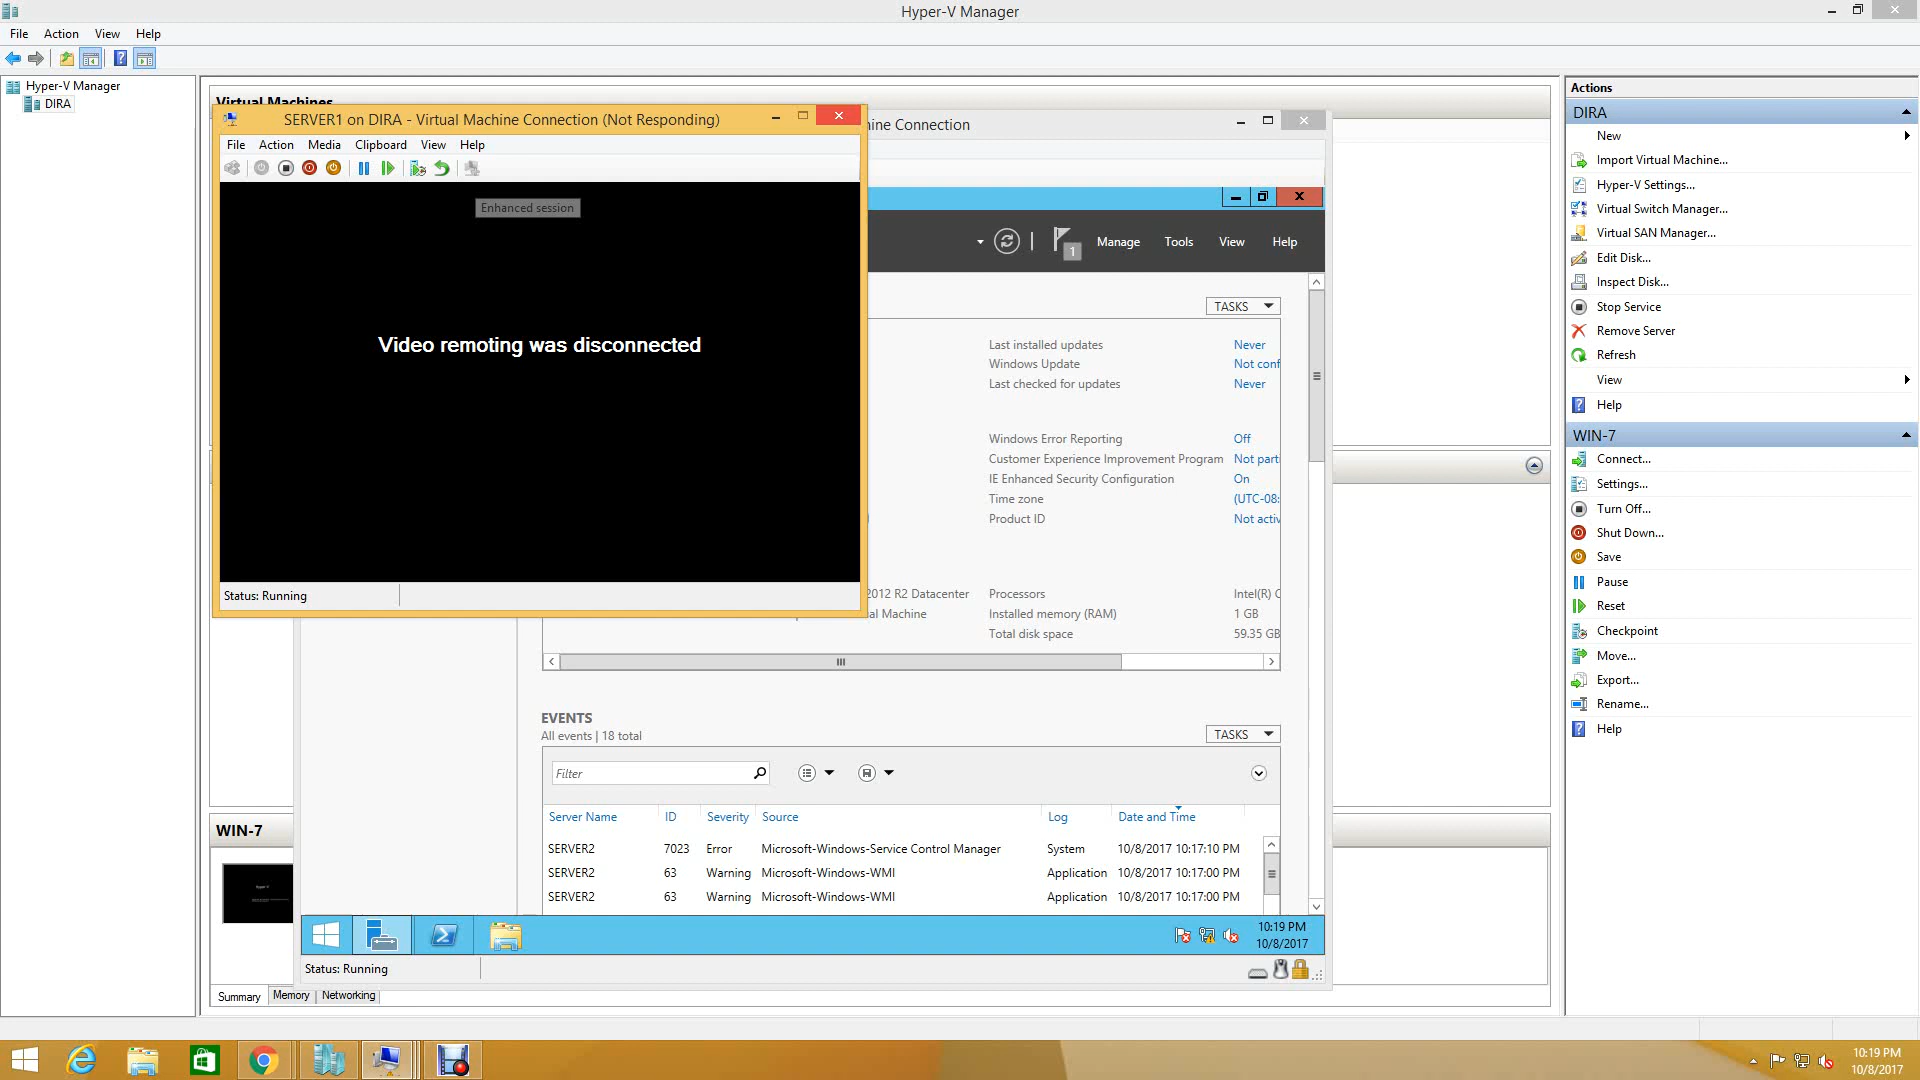 Hyper-V Manager
File Action View Help
Hyper-V Manager
DIRA
Virtual Machines
SERVER1 on DIRA - Virtual Machine Connection (Not Responding)
File Action Media Clipboard View Help
Enhanced session
Video remoting was disconnected
Status: Running
ine Connection
1
Manage Tools View Help
TASKS
Last installed updates Never
Windows Update Not conf
Last checked for updates Never
Windows Error Reporting Off
Customer Experience Improvement Program Not parti
IE Enhanced Security Configuration On
Time zone (UTC-08:
Product ID Not activ
2012 R2 Datacenter Processors Intel(R) C
al Machine Installed memory (RAM) 1 GB
Total disk space 59.35 GB
EVENTS
All events | 18 total
TASKS
Filter
Server Name ID Severity Source Log Date and Time
SERVER2 7023 Error Microsoft-Windows-Service Control Manager System 10/8/2017 10:17:10 PM
SERVER2 63 Warning Microsoft-Windows-WMI Application 10/8/2017 10:17:00 PM
SERVER2 63 Warning Microsoft-Windows-WMI Application 10/8/2017 10:17:00 PM
10:19 PM
10/8/2017
Status: Running
WIN-7
Summary Memory Networking
Actions
DIRA
New
Import Virtual Machine...
Hyper-V Settings...
Virtual Switch Manager...
Virtual SAN Manager...
Edit Disk...
Inspect Disk...
Stop Service
Remove Server
Refresh
View
Help
WIN-7
Connect...
Settings...
Turn Off...
Shut Down...
Save
Pause
Reset
Checkpoint
Move...
Export...
Rename...
Help
10:19 PM
10/8/2017